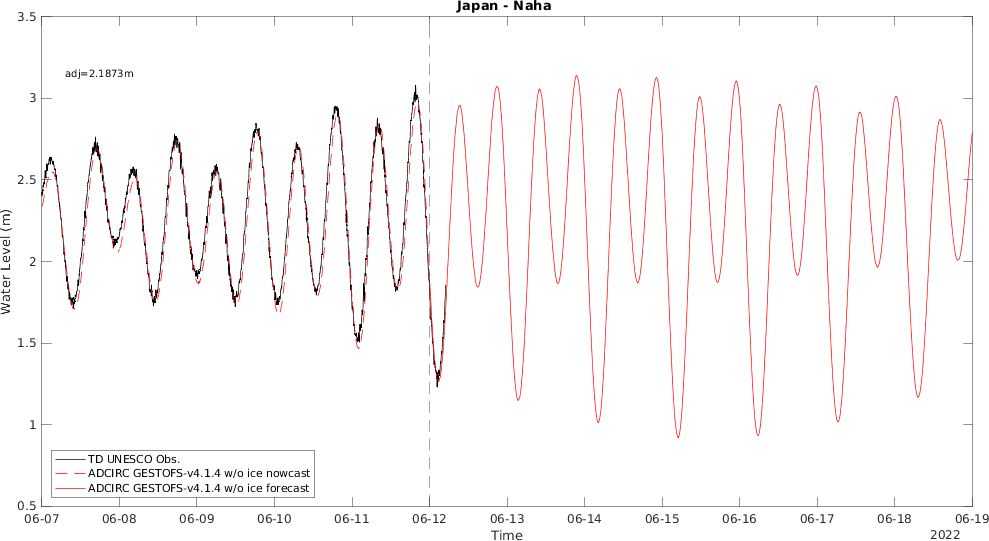 Japan - Naha
3.5
adj=2.1873m
3
2.5
2
1.5
1
0.5
Water Level (m)
TD UNESCO Obs.
ADCIRC GESTOFS-v4.1.4 w/o ice nowcast
ADCIRC GESTOFS-v4.1.4 w/o ice forecast
06-07 06-08 06-09 06-10 06-11 06-12 06-13 06-14 06-15 06-16 06-17 06-18 06-19
Time
2022